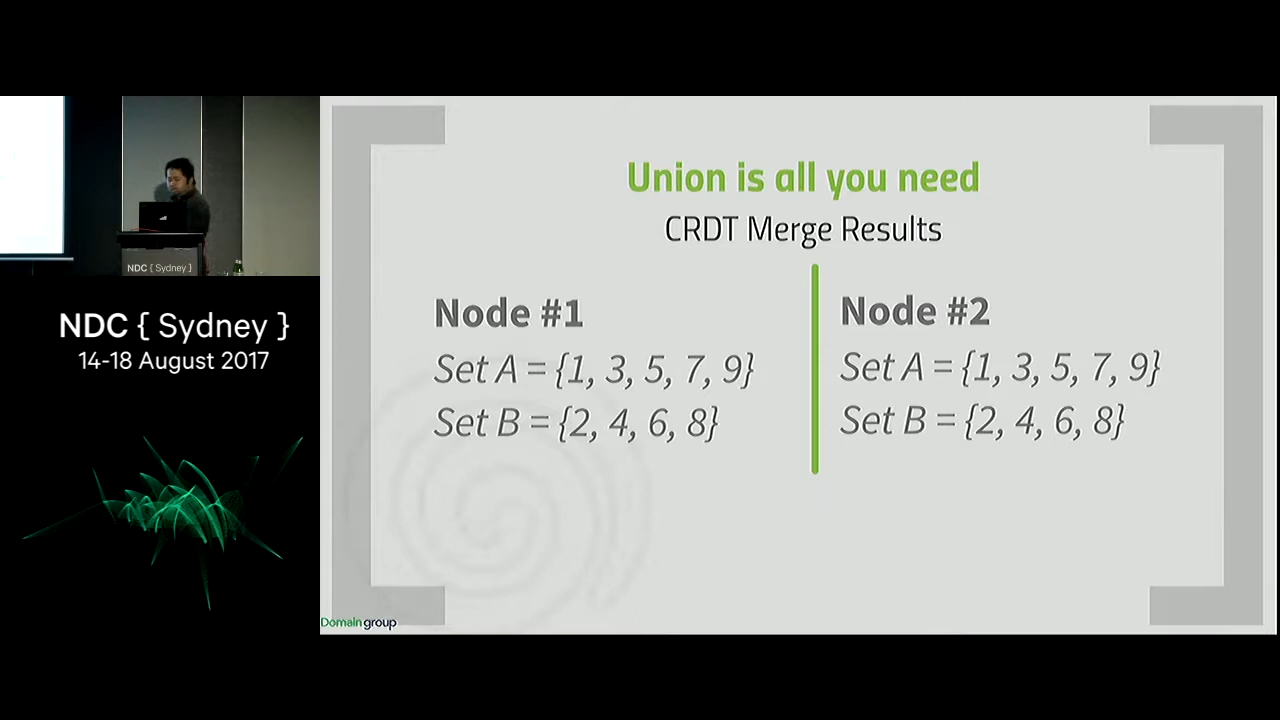 NDC { Sydney }
NDC { Sydney }
14-18 August 2017
Union is all you need
CRDT Merge Results
Node #1
Set A = {1, 3, 5, 7, 9}
Set B = {2, 4, 6, 8}
Node #2
Set A = {1, 3, 5, 7, 9}
Set B = {2, 4, 6, 8}
Domain group